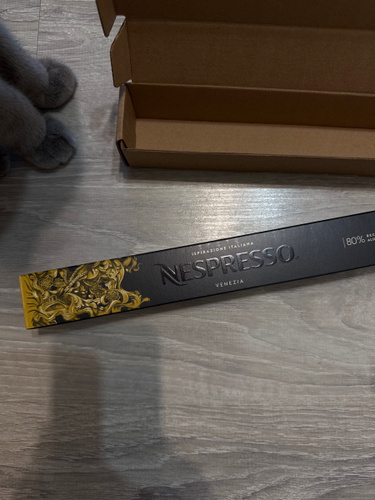 ISPIRAZIONE ITALIANA
NESPRESSO
VENEZIA
80%